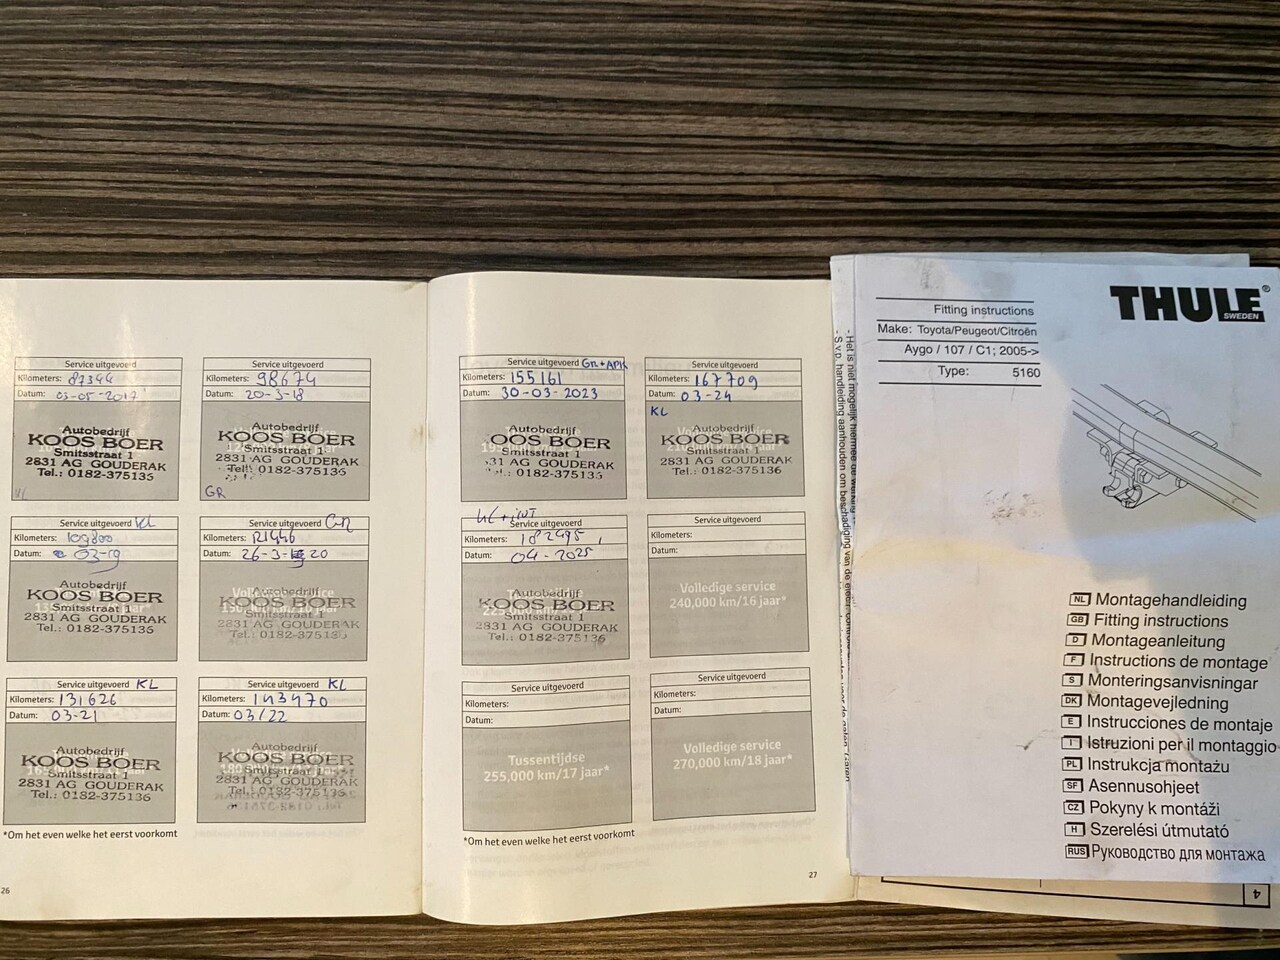 Service uitgevoerd
Kilometers: 87344
Datum: 03-05-2017
Autobedrijf
KOOS BOER
Smitsstraat 1
2831 AG GOUDERAK
Tel.: 0182-375135
Service uitgevoerd
Kilometers: 98674
Datum: 20-3-18
Autobedrijf
KOOS BOER
Smitsstraat 1
2831 AG GOUDERAK
Tel.: 0182-375135
GR
Service uitgevoerd KL
Kilometers: 109800
Datum: 03-19
Autobedrijf
KOOS BOER
Smitsstraat 1
2831 AG GOUDERAK
Tel.: 0182-375136
Service uitgevoerd GR
Kilometers:
Datum: 26-3-20
Autobedrijf
KOOS BOER
Smitsstraat 1
2831 AG GOUDERAK
Tel.: 0182-375135
Service uitgevoerd KL
Kilometers: 131626
Datum: 03-21
Autobedrijf
KOOS BOER
Smitsstraat 1
2831 AG GOUDERAK
Tel.: 0182-375136
Service uitgevoerd KL
Kilometers: 143470
Datum: 03/22
Autobedrijf
KOOS BOER
Smitsstraat 1
2831 AG GOUDERAK
*Om het even welke het eerst voorkomt
26
Service uitgevoerd GR+APK
Kilometers: 155161
Datum: 30-03-2023
Autobedrijf
OOS BOER
Smitsstraat 1
31 AG GOUDERAK
0182-375135
Service uitgevoerd
Kilometers: 167709
Datum: 03-24
KL
Autobedrijf
KOOS BOER
Smitsstraat 1
2831 AG GOUDERAK
Tel.: 0182-375136
Service uitgevoerd
Kilometers: 182495
Datum: 04-2025
Autobedrijf
KOOS BOER
Smitsstraat 1
2831 AG GOUDERAK
Tel.: 0182-375136
Service uitgevoerd
Kilometers:
Datum:
Volledige service
240,000 km/16 jaar*
Service uitgevoerd
Kilometers:
Datum:
Tussentijdse
255,000 km/17 jaar*
Service uitgevoerd
Kilometers:
Datum:
Volledige service
270,000 km/18 jaar*
*Om het even welke het eerst voorkomt
27
THULE®
SWEDEN
Fitting instructions
Make: Toyota/Peugeot/Citroën
Aygo / 107 / C1; 2005->
Type: 5160
NL Montagehandleiding
GB Fitting instructions
D Montageanleitung
F Instructions de montage
S Monteringsanvisningar
DK Montagevejledning
E Instrucciones de montaje
I Istruzioni per il montaggio
PL Instrukcja montażu
SF Asennusohjeet
CZ Pokyny k montáži
H Szerelési útmutató
RUS Руководство для монтажа
4